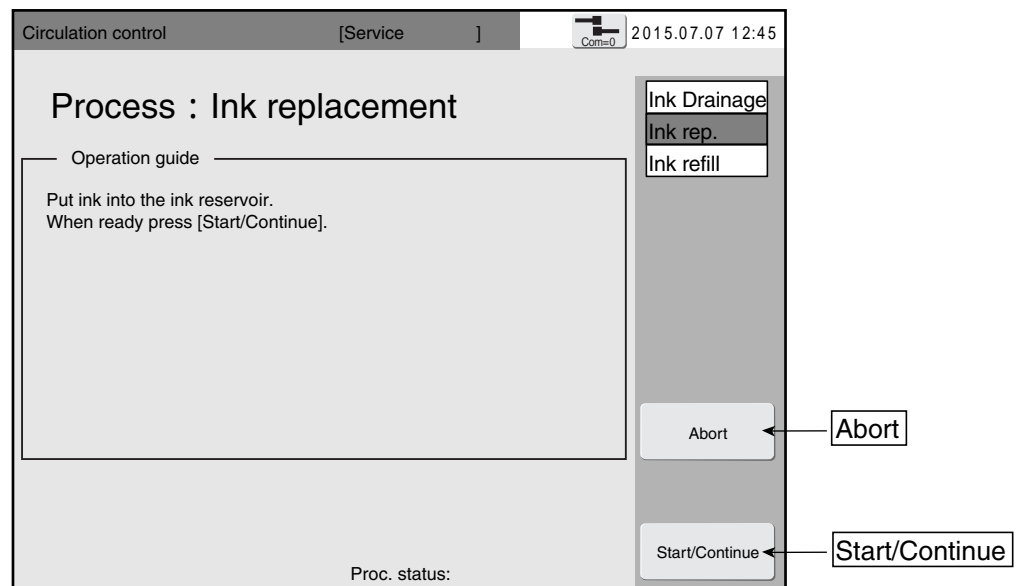 Circulation control [Service ] Com=0 2015.07.07 12:45
Process : Ink replacement
Ink Drainage
Ink rep.
Ink refill
Operation guide
Put ink into the ink reservoir.
When ready press [Start/Continue].
Abort
Abort
Start/Continue
Start/Continue
Proc. status: